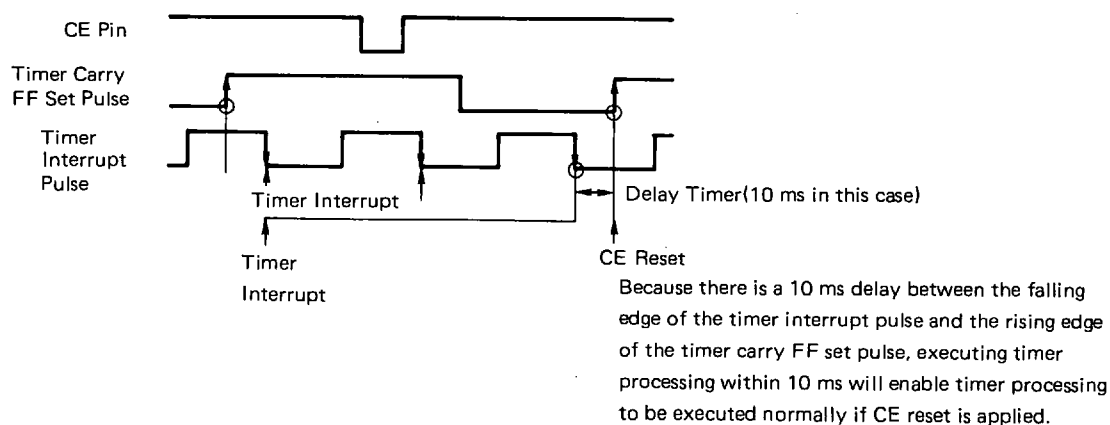 CE Pin
Timer Carry
FF Set Pulse
Timer
Interrupt
Pulse
Timer Interrupt
Delay Timer(10 ms in this case)
Timer
Interrupt
CE Reset
Because there is a 10 ms delay between the falling
edge of the timer interrupt pulse and the rising edge
of the timer carry FF set pulse, executing timer
processing within 10 ms will enable timer processing
to be executed normally if CE reset is applied.